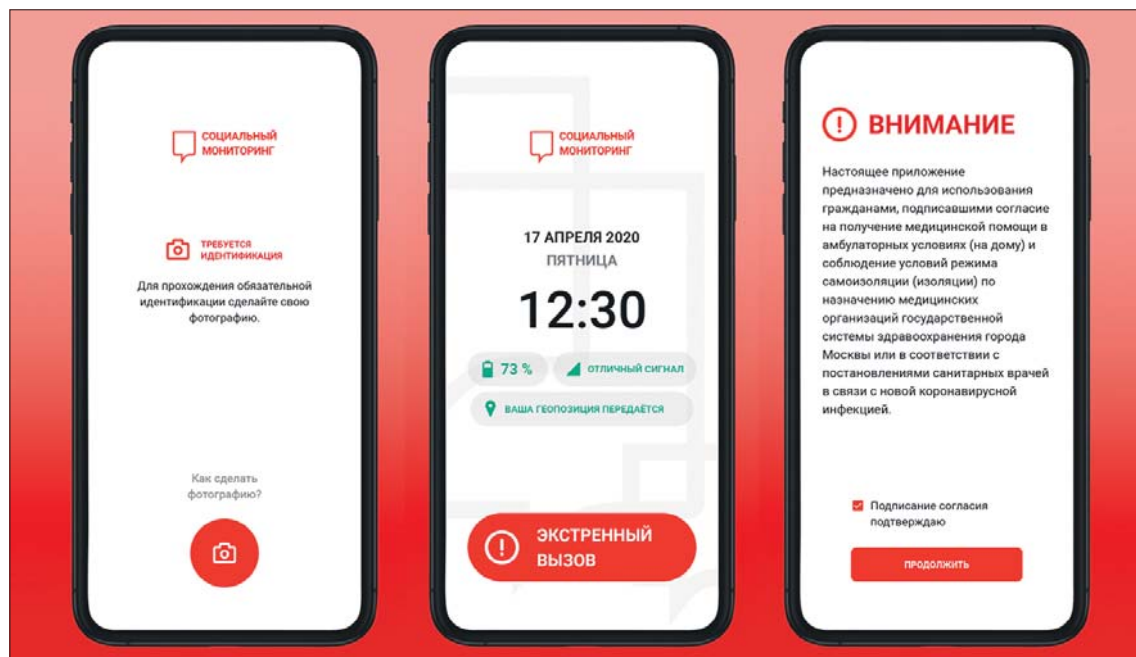 СОЦИАЛЬНЫЙ
МОНИТОРИНГ
ТРЕБУЕТСЯ
ИДЕНТИФИКАЦИЯ
Для прохождения обязательной
идентификации сделайте свою
фотографию.
Как сделать
фотографию?
СОЦИАЛЬНЫЙ
МОНИТОРИНГ
17 АПРЕЛЯ 2020
ПЯТНИЦА
12:30
73 %
ОТЛИЧНЫЙ СИГНАЛ
ВАША ГЕОПОЗИЦИЯ ПЕРЕДАЁТСЯ
ЭКСТРЕННЫЙ
ВЫЗОВ
ВНИМАНИЕ
Настоящее приложение
предназначено для использования
гражданами, подписавшими согласие
на получение медицинской помощи в
амбулаторных условиях (на дому) и
соблюдение условий режима
самоизоляции (изоляции) по
назначению медицинских
организаций государственной
системы здравоохранения города
Москвы или в соответствии с
постановлениями санитарных врачей
в связи с новой коронавирусной
инфекцией.
Подписание согласия
подтверждаю
ПРОДОЛЖИТЬ